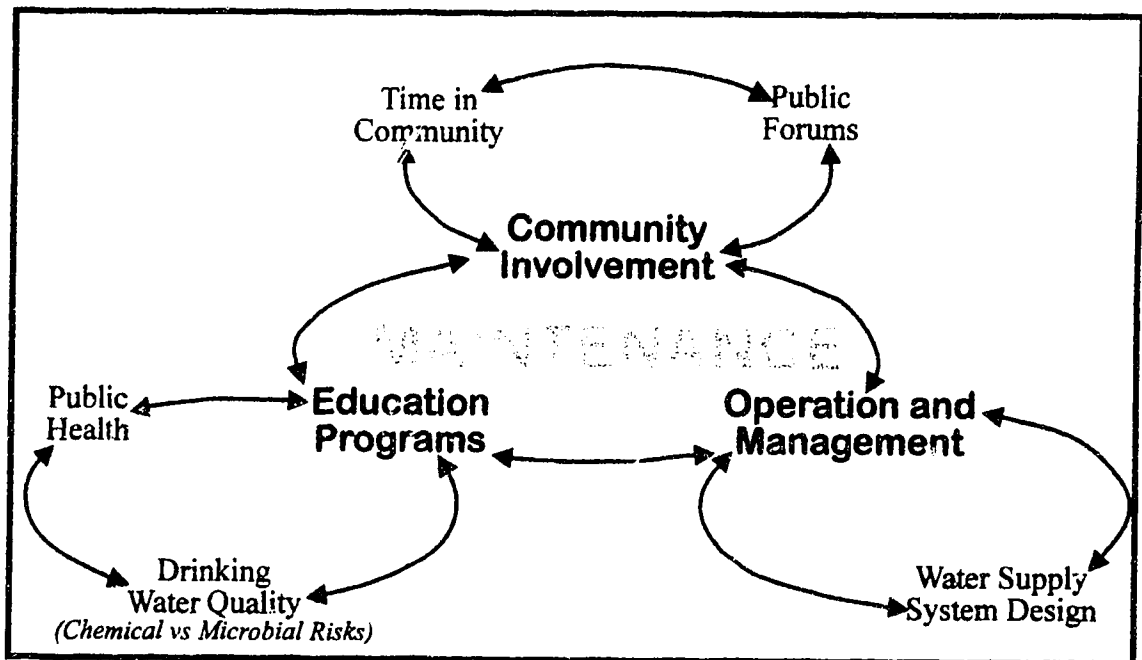 Time in
Community
Public
Forums
Community
Involvement
MAINTENANCE
Public
Health
Education
Programs
Operation and
Management
Drinking
Water Quality
(Chemical vs Microbial Risks)
Water Supply
System Design